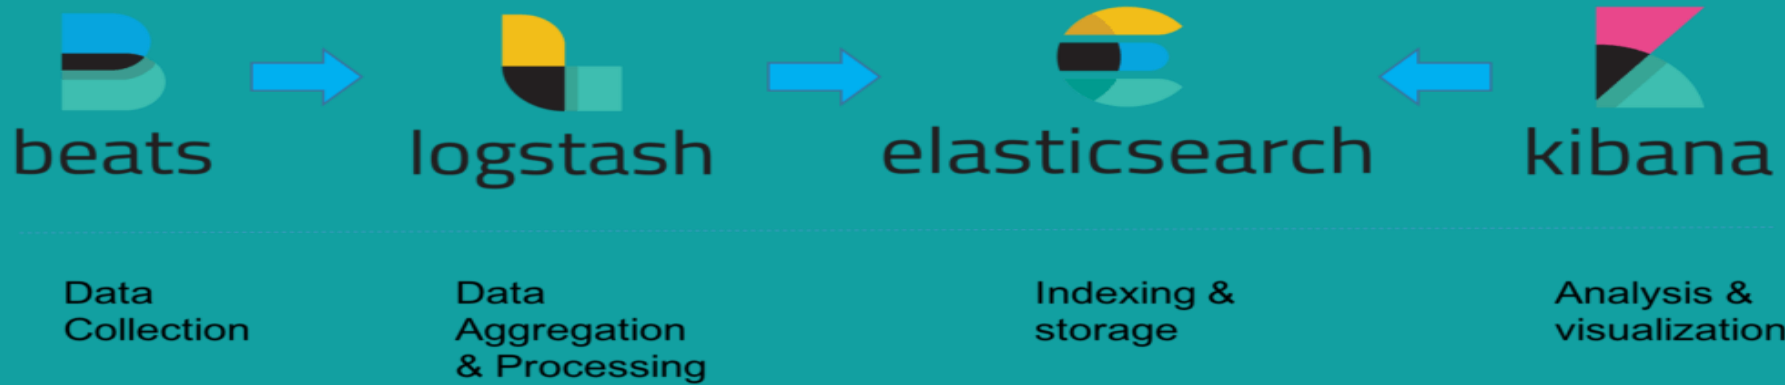 beats
logstash
elasticsearch
kibana
Data
Collection
Data
Aggregation
& Processing
Indexing &
storage
Analysis &
visualization